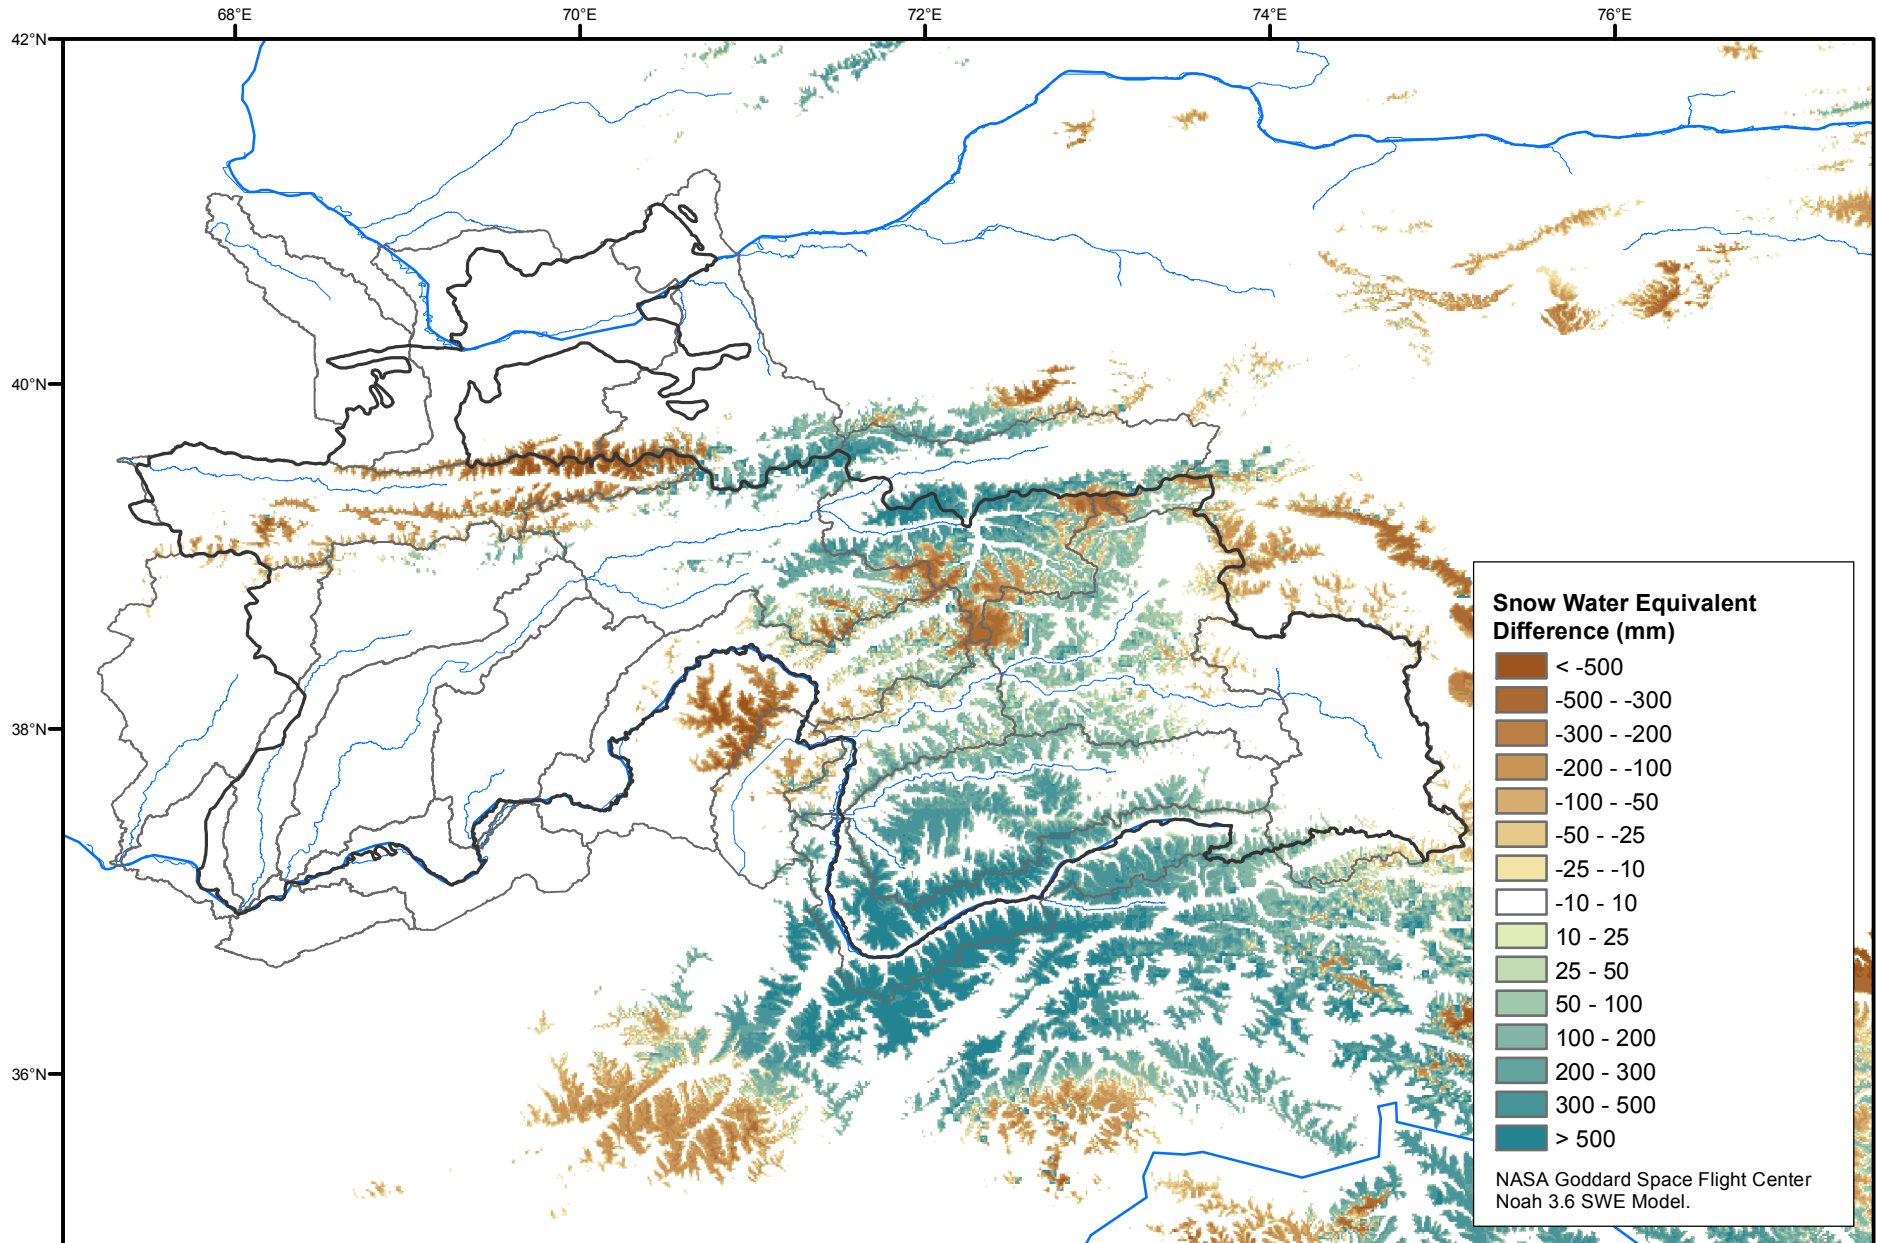 68°E
70°E
72°E
74°E
76°E
42°N
40°N
38°N
36°N
Snow Water Equivalent
Difference (mm)
< -500
-500 - -300
-300 - -200
-200 - -100
-100 - -50
-50 - -25
-25 - -10
-10 - 10
10 - 25
25 - 50
50 - 100
100 - 200
200 - 300
300 - 500
> 500
NASA Goddard Space Flight Center
Noah 3.6 SWE Model.